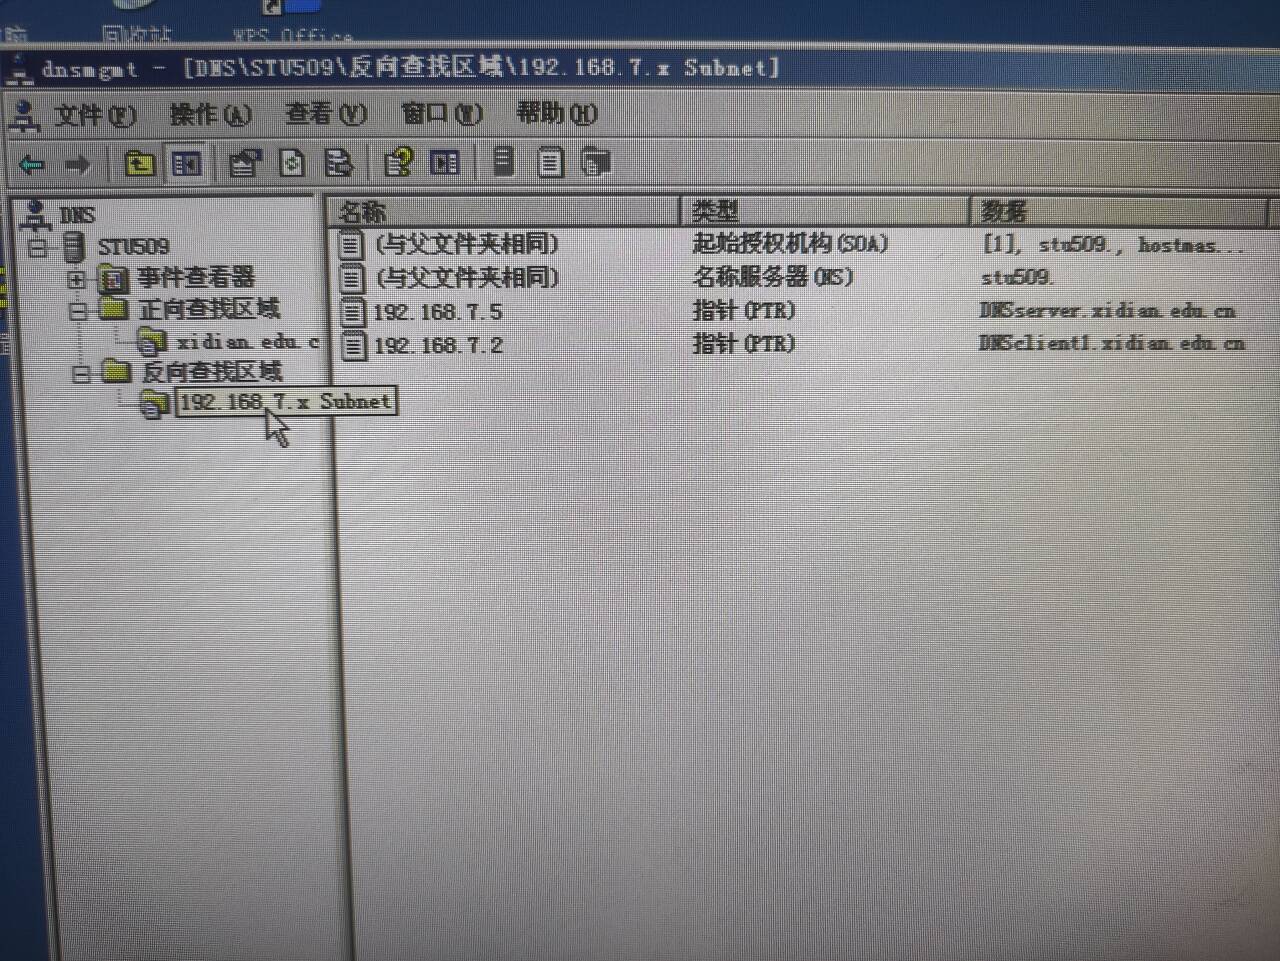 回收站
WPS Office
dnsmgmt - [DNS\STU509\反向查找区域\192.168.7.x Subnet]
文件(F) 操作(A) 查看(V) 窗口(W) 帮助(H)
DNS
STU509
事件查看器
正向查找区域
xidian.edu.c
反向查找区域
192.168.7.x Subnet
名称 类型 数据
(与父文件夹相同) 起始授权机构(SOA) [1], stu509., hostmas...
(与父文件夹相同) 名称服务器(NS) stu509.
192.168.7.5 指针(PTR) DNSserver.xidian.edu.cn
192.168.7.2 指针(PTR) DNSclient1.xidian.edu.cn